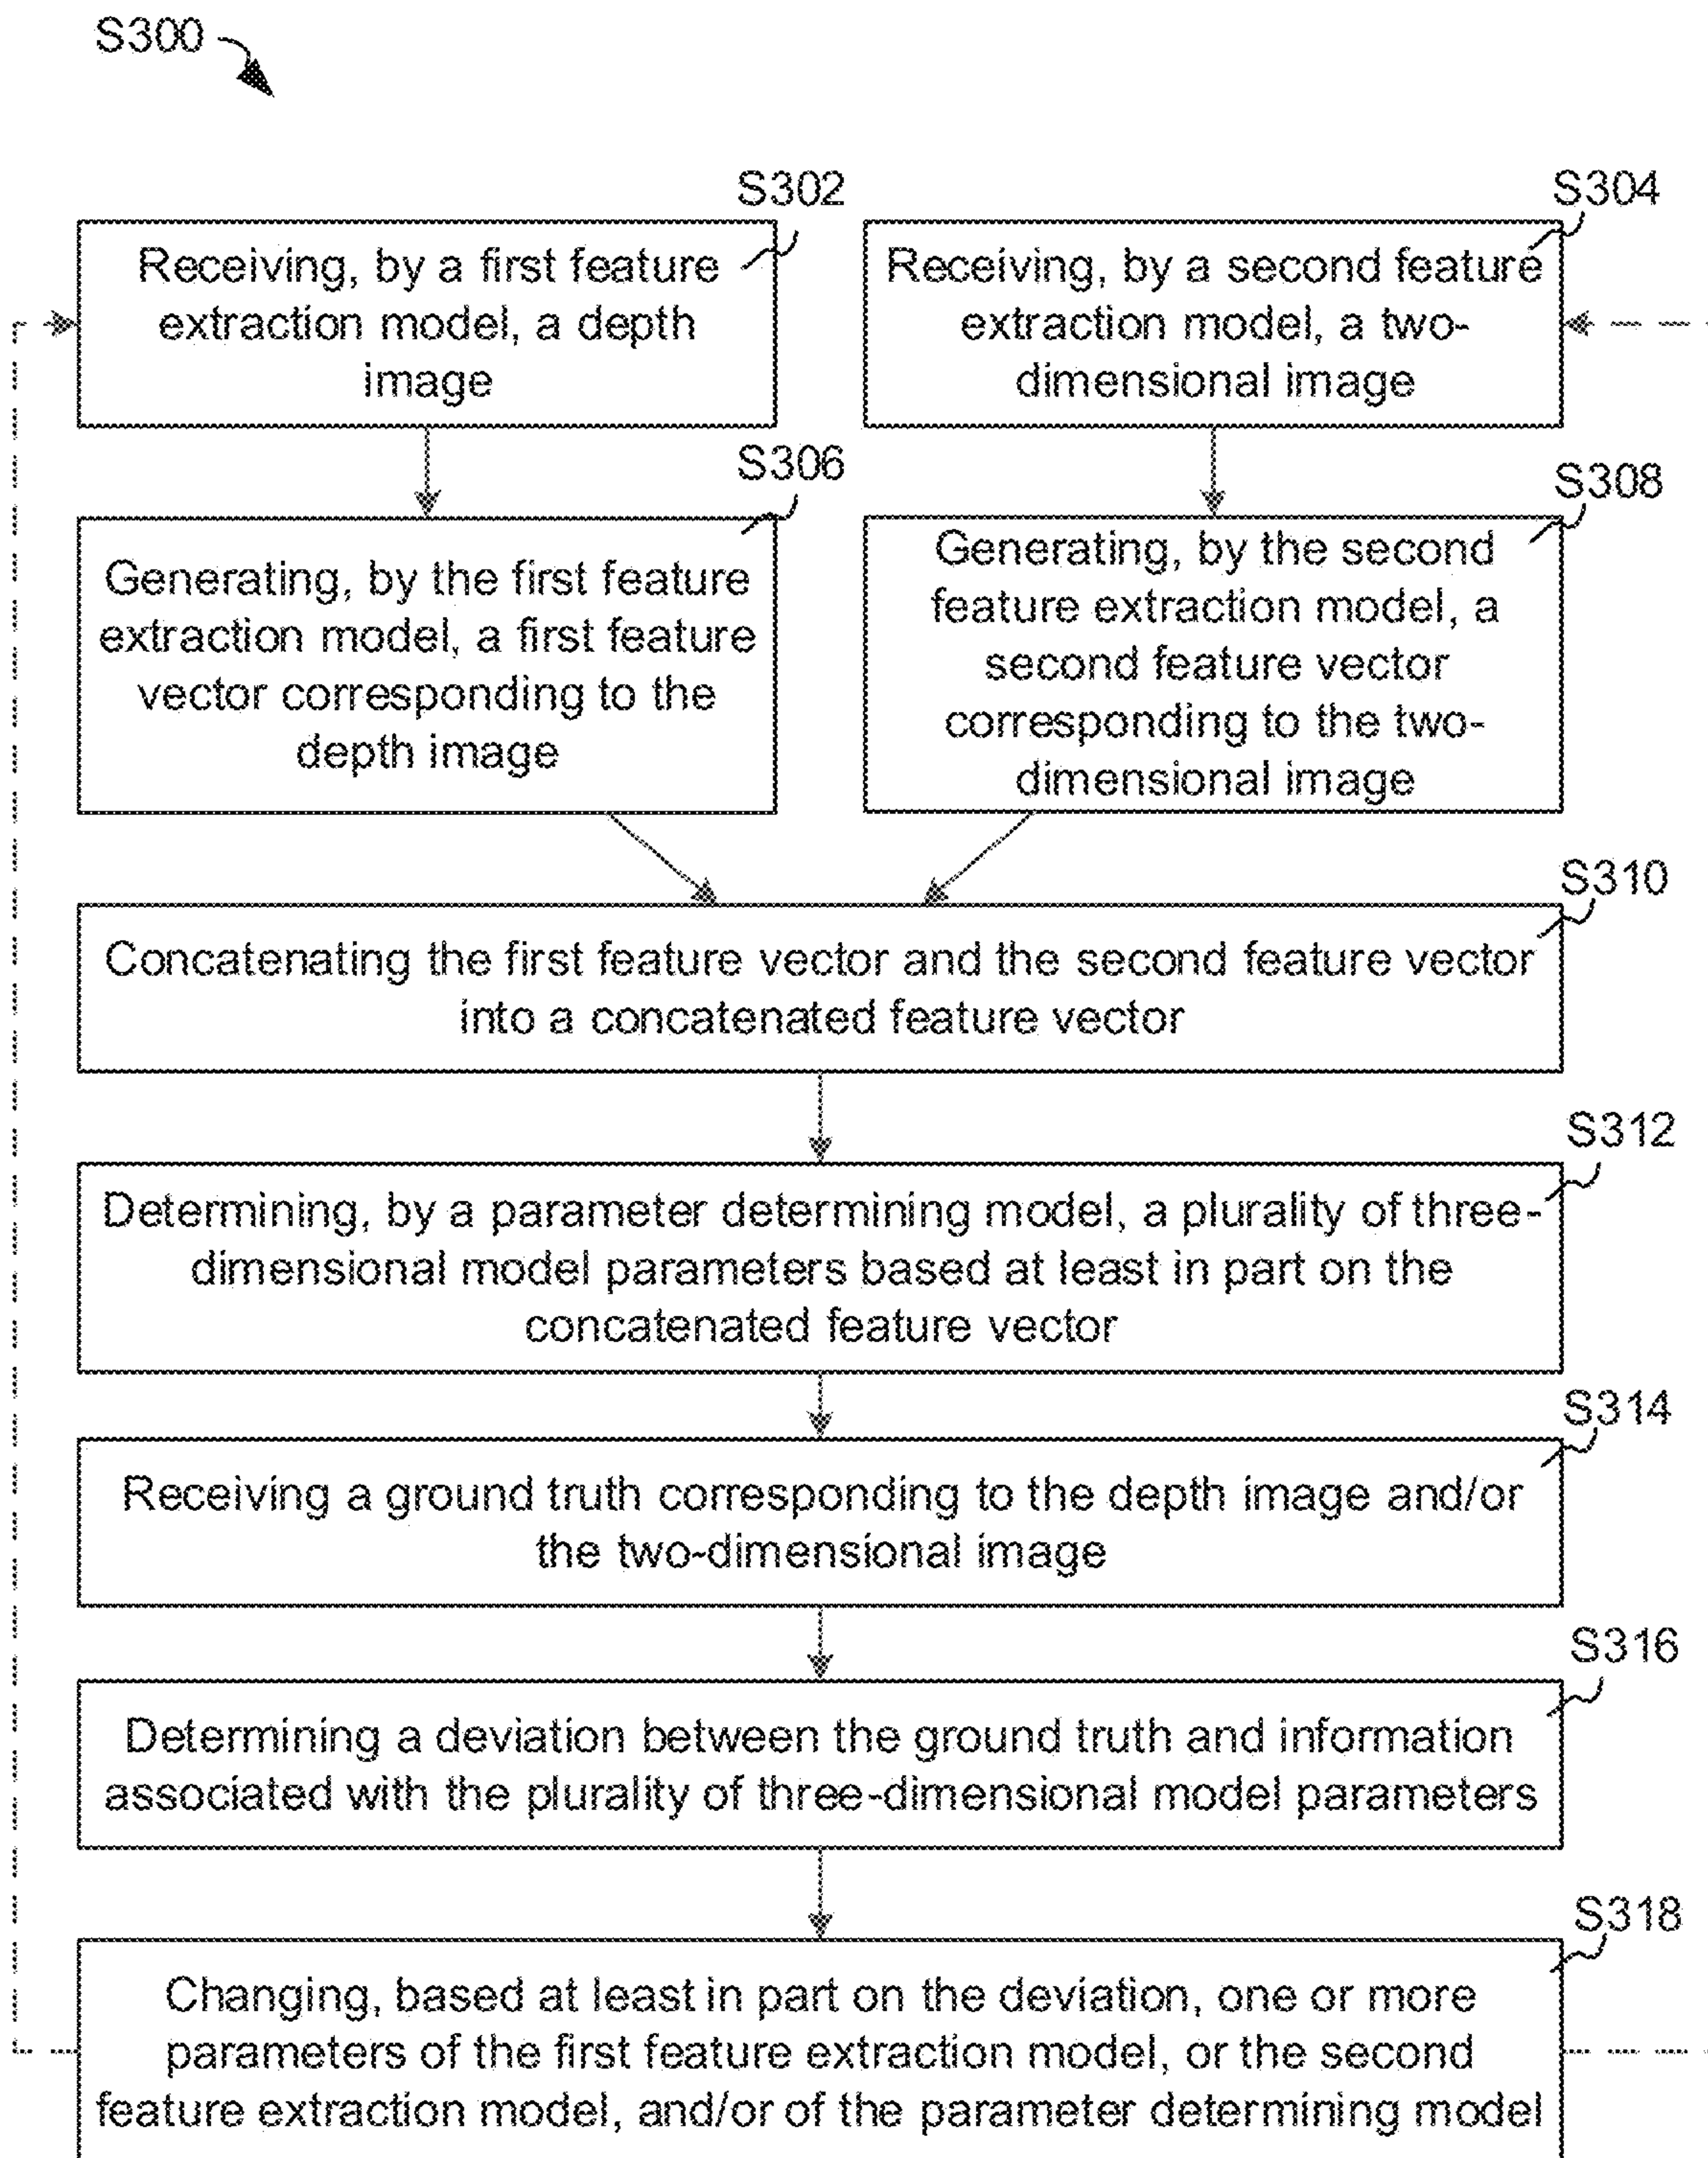 S300
S302
Receiving, by a first feature
extraction model, a depth
image
S304
Receiving, by a second feature
extraction model, a two-
dimensional image
S306
Generating, by the first feature
extraction model, a first feature
vector corresponding to the
depth image
S308
Generating, by the second
feature extraction model, a
second feature vector
corresponding to the two-
dimensional image
S310
Concatenating the first feature vector and the second feature vector
into a concatenated feature vector
S312
Determining, by a parameter determining model, a plurality of three-
dimensional model parameters based at least in part on the
concatenated feature vector
S314
Receiving a ground truth corresponding to the depth image and/or
the two-dimensional image
S316
Determining a deviation between the ground truth and information
associated with the plurality of three-dimensional model parameters
S318
Changing, based at least in part on the deviation, one or more
parameters of the first feature extraction model, or the second
feature extraction model, and/or of the parameter determining model